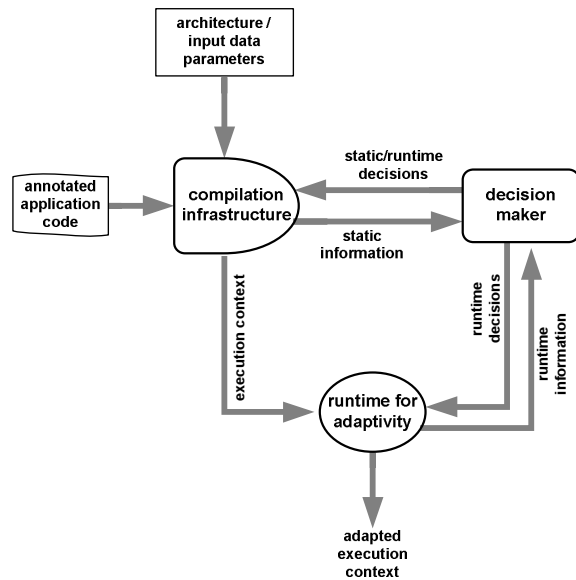 architecture /
input data
parameters
annotated
application
code
compilation
infrastructure
static/runtime
decisions
decision
maker
static
information
execution context
runtime
decisions
runtime
information
runtime for
adaptivity
adapted
execution
context